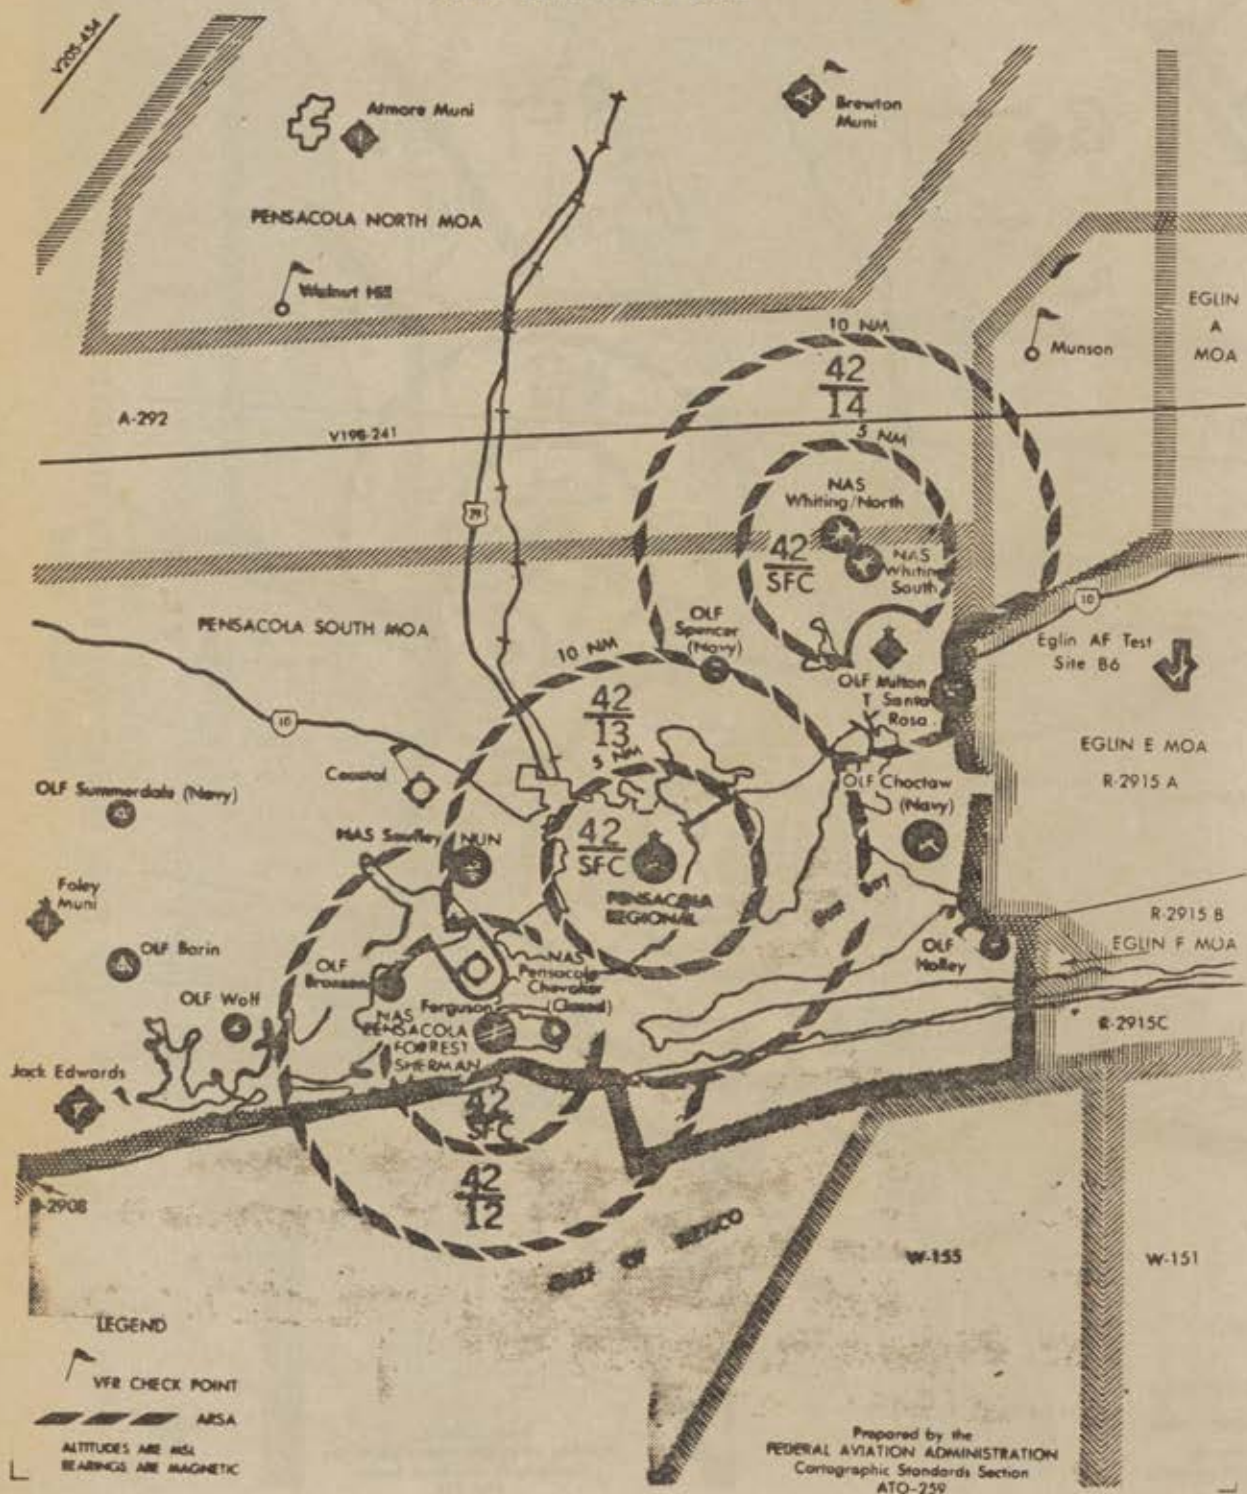 V205-454
Atmore Muni
Brewton
Muni
PENSACOLA NORTH MOA
Walnut Hill
EGLIN
A
MOA
10 NM
Munson
42
14
A-292
V198-241
5 NM
NAS
Whiting/North
42
SFC
NAS
Whiting
South
10
PENSACOLA SOUTH MOA
OLF
Spencer
(Navy)
10 NM
Eglin AF Test
Site B6
OLF Milton
T Santa
Rosa
42
13
10
5 NM
EGLIN E MOA
R-2915 A
Coastal
OLF Choctaw
(Navy)
OLF Summerdale (Navy)
NAS Saufley NUN
42
SFC
PENSACOLA
REGIONAL
Foley
Muni
R-2915 B
EGLIN F MOA
OLF
Holley
OLF Barin
OLF
Bronson
NAS
Pensacola
Chevalier
(Closed)
Ferguson
OLF Wolf
NAS
PENSACOLA
FORREST
SHERMAN
R-2915C
Jack Edwards
42
SFC
42
12
GULF OF MEXICO
W-155
W-151
LEGEND
VFR CHECK POINT
ARSA
ALTITUDES ARE MSL
BEARINGS ARE MAGNETIC
Prepared by the
FEDERAL AVIATION ADMINISTRATION
Cartographic Standards Section
ATO-259